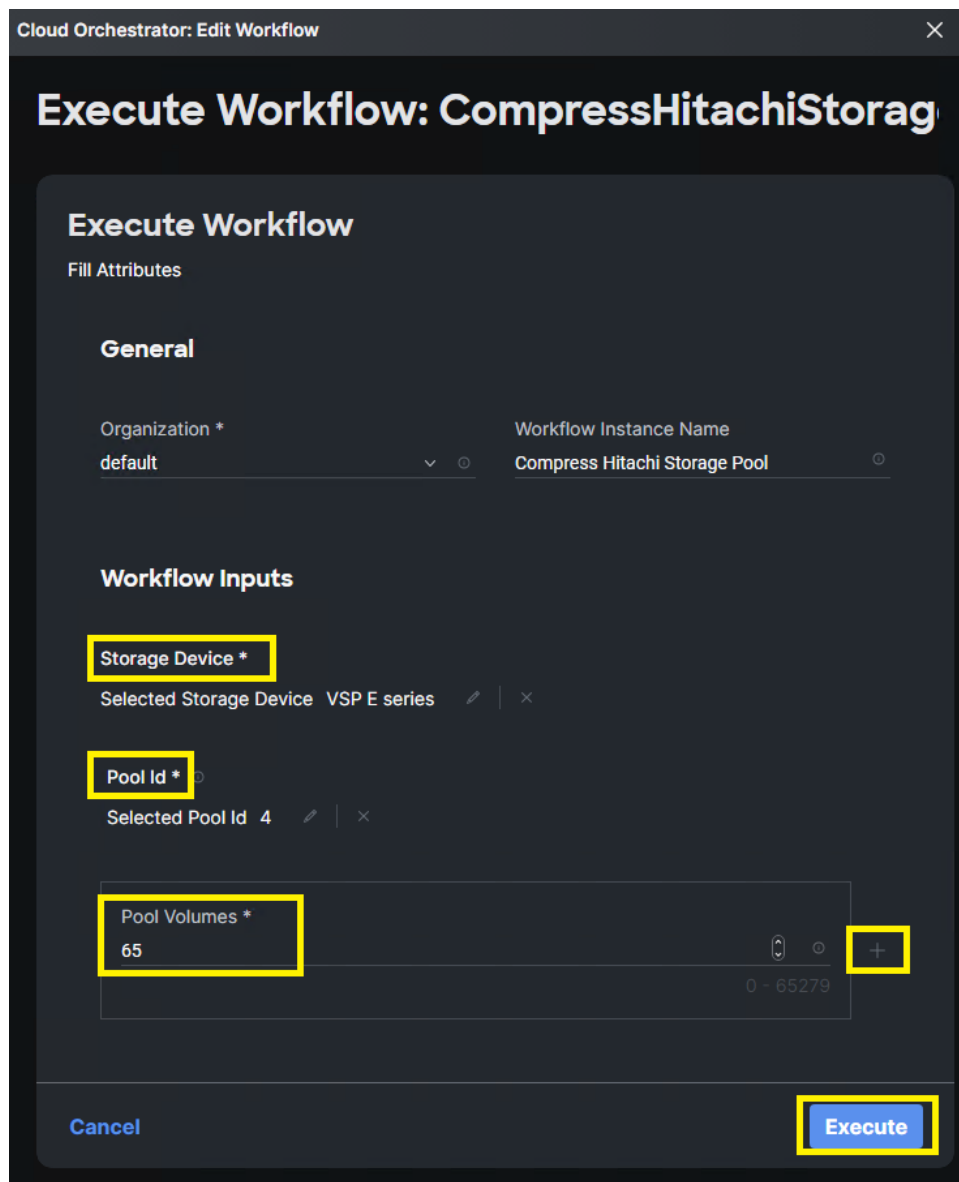 Cloud Orchestrator: Edit Workflow
Execute Workflow: CompressHitachiStorag
Execute Workflow
Fill Attributes
General
Organization *
Workflow Instance Name
default
Compress Hitachi Storage Pool
Workflow Inputs
Storage Device *
Selected Storage Device VSP E series
Pool Id *
Selected Pool Id 4
Pool Volumes *
65
0 - 65279
Cancel
Execute